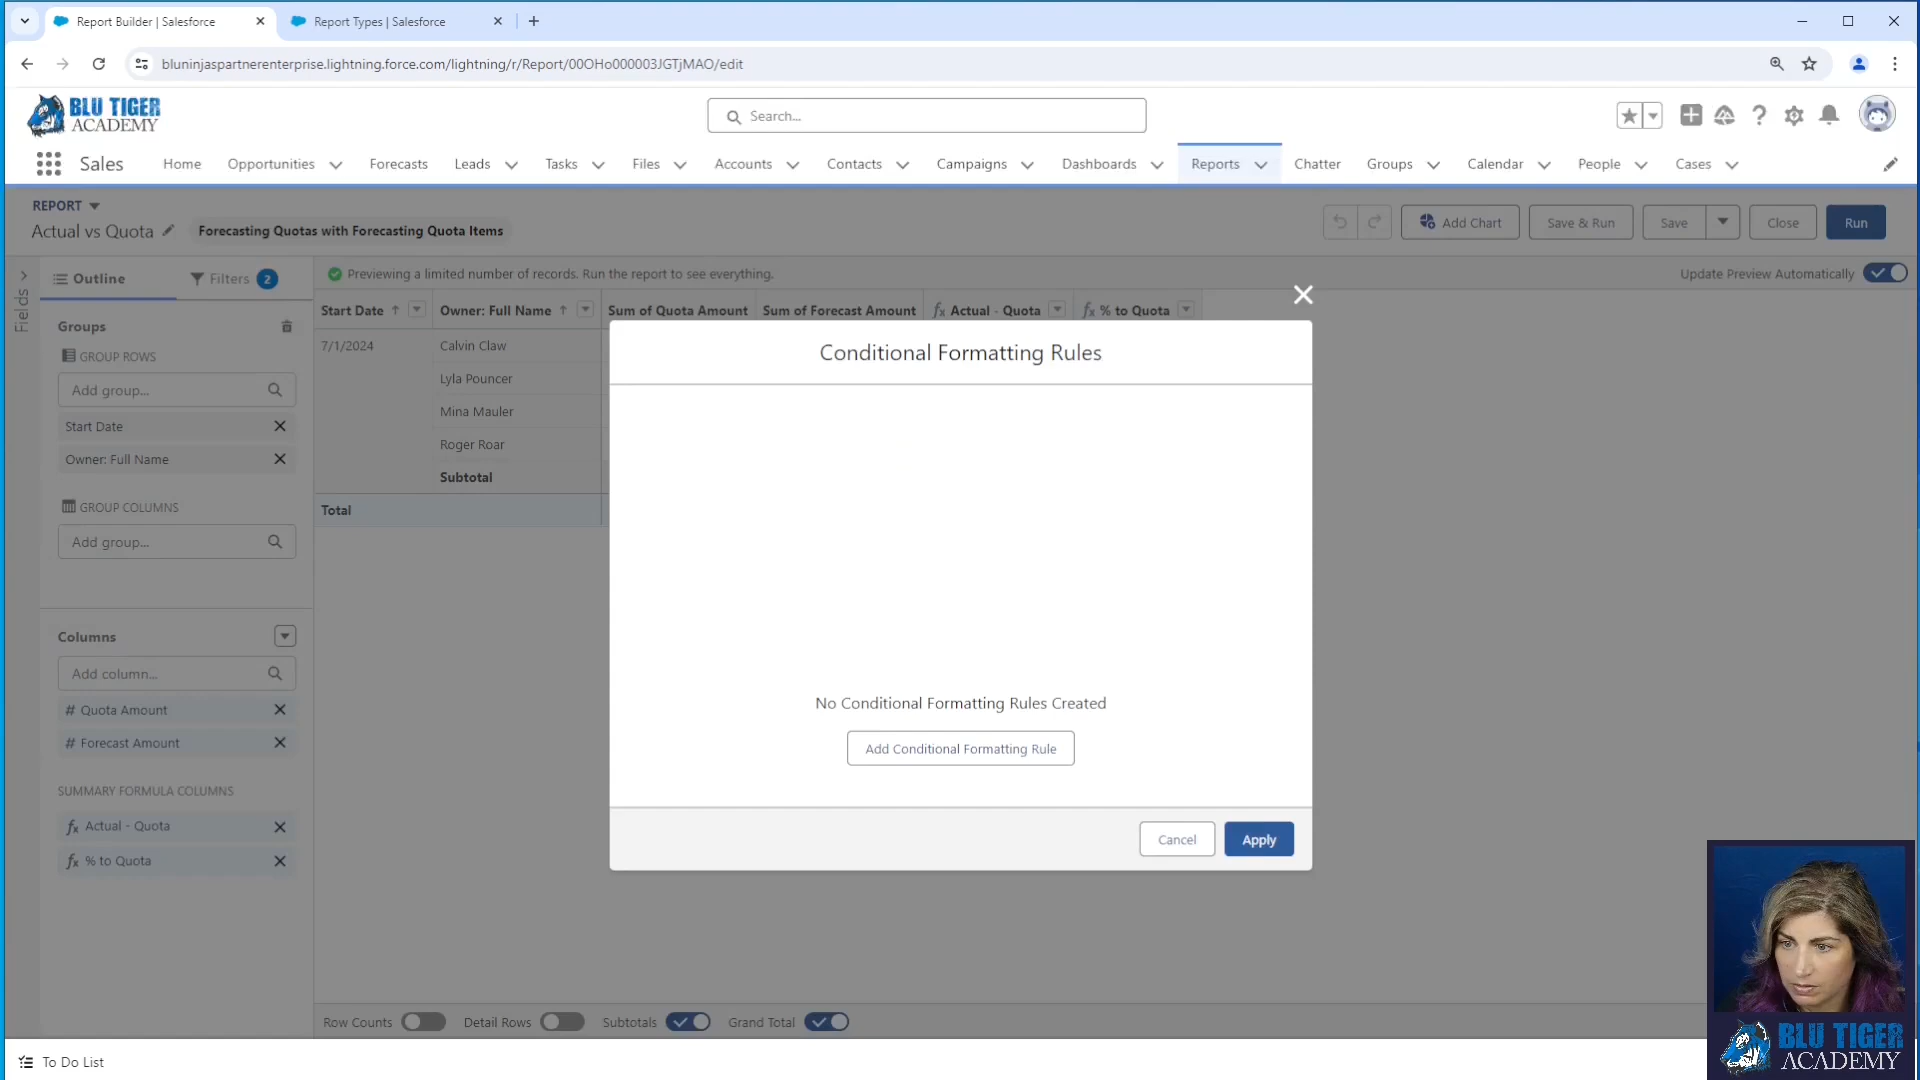 Report Builder | Salesforce
Report Types | Salesforce
bluninjaspartnerenterprise.lightning.force.com/lightning/r/Report/00OHo000003JGTjMAO/edit
BLU TIGER
ACADEMY
Search...
Sales
Home
Opportunities
Forecasts
Leads
Tasks
Files
Accounts
Contacts
Campaigns
Dashboards
Reports
Chatter
Groups
Calendar
People
Cases
REPORT
Actual vs Quota
Forecasting Quotas with Forecasting Quota Items
Add Chart
Save & Run
Save
Close
Run
Fields
Outline
Filters 2
Previewing a limited number of records. Run the report to see everything.
Update Preview Automatically
Groups
GROUP ROWS
Add group...
Start Date
Owner: Full Name
GROUP COLUMNS
Add group...
Columns
Add column...
# Quota Amount
# Forecast Amount
SUMMARY FORMULA COLUMNS
fx Actual - Quota
fx % to Quota
Start Date
Owner: Full Name
Sum of Quota Amount
Sum of Forecast Amount
fx Actual - Quota
fx % to Quota
7/1/2024
Calvin Claw
Lyla Pouncer
Mina Mauler
Roger Roar
Subtotal
Total
Conditional Formatting Rules
No Conditional Formatting Rules Created
Add Conditional Formatting Rule
Cancel
Apply
Row Counts
Detail Rows
Subtotals
Grand Total
To Do List
BLU TIGER
ACADEMY